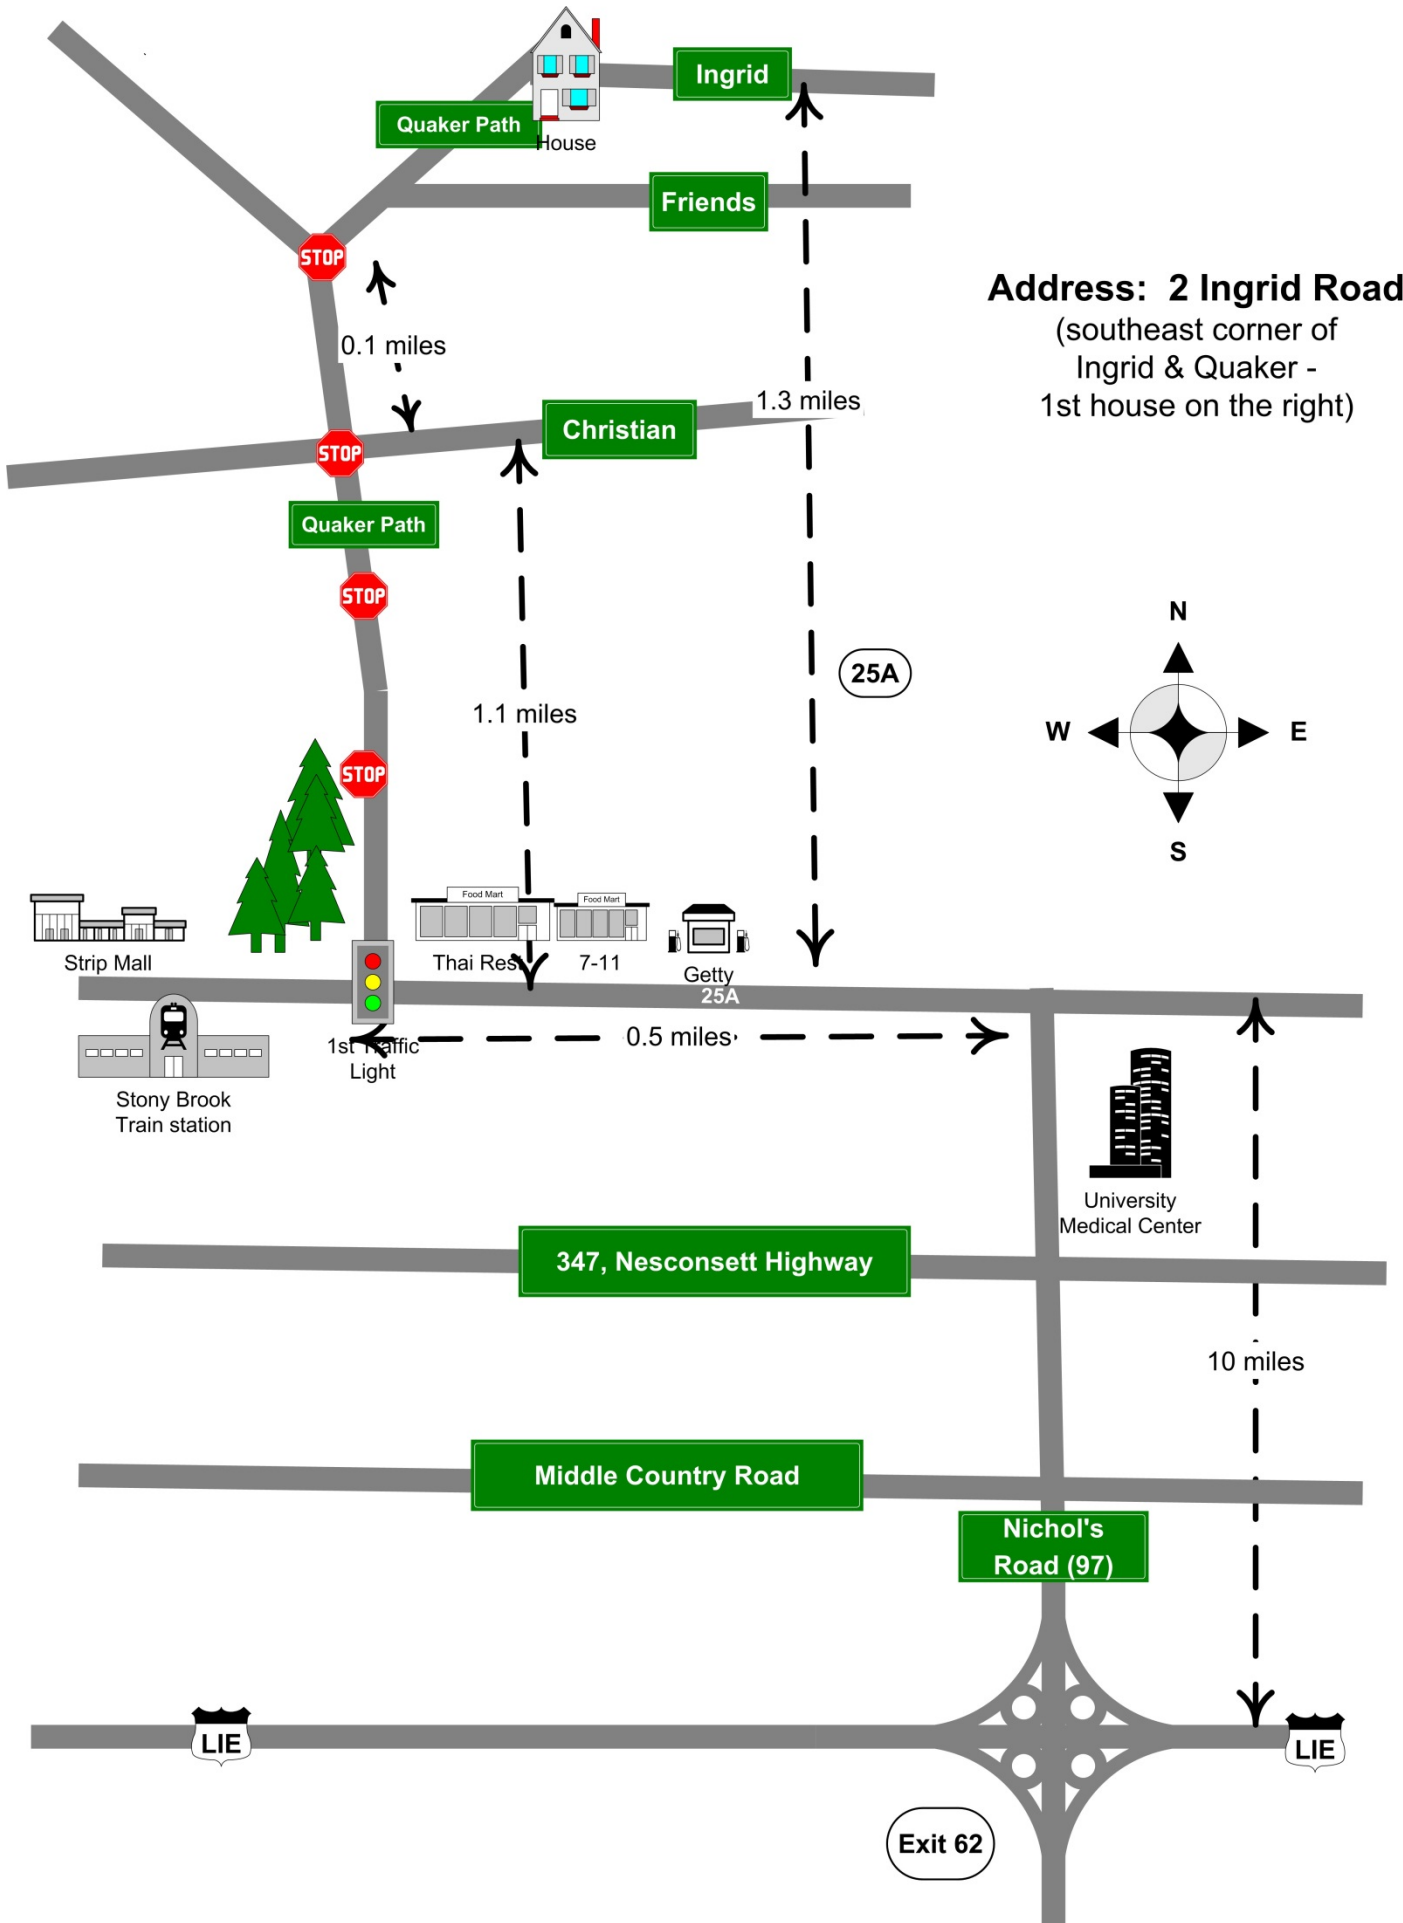 Ingrid
Quaker Path
House
Friends
STOP
Address:  2 Ingrid Road
(southeast corner of
Ingrid & Quaker -
1st house on the right)
0.1 miles
1.3 miles
Christian
STOP
Quaker Path
STOP
N
25A
1.1 miles
W
E
STOP
S
Food Mart
Food Mart
Strip Mall
Thai Rest
7-11
Getty
25A
0.5 miles
1st Traffic
Light
Stony Brook
Train station
University
Medical Center
347, Nesconsett Highway
10 miles
Middle Country Road
Nichol's
Road (97)
LIE
LIE
Exit 62